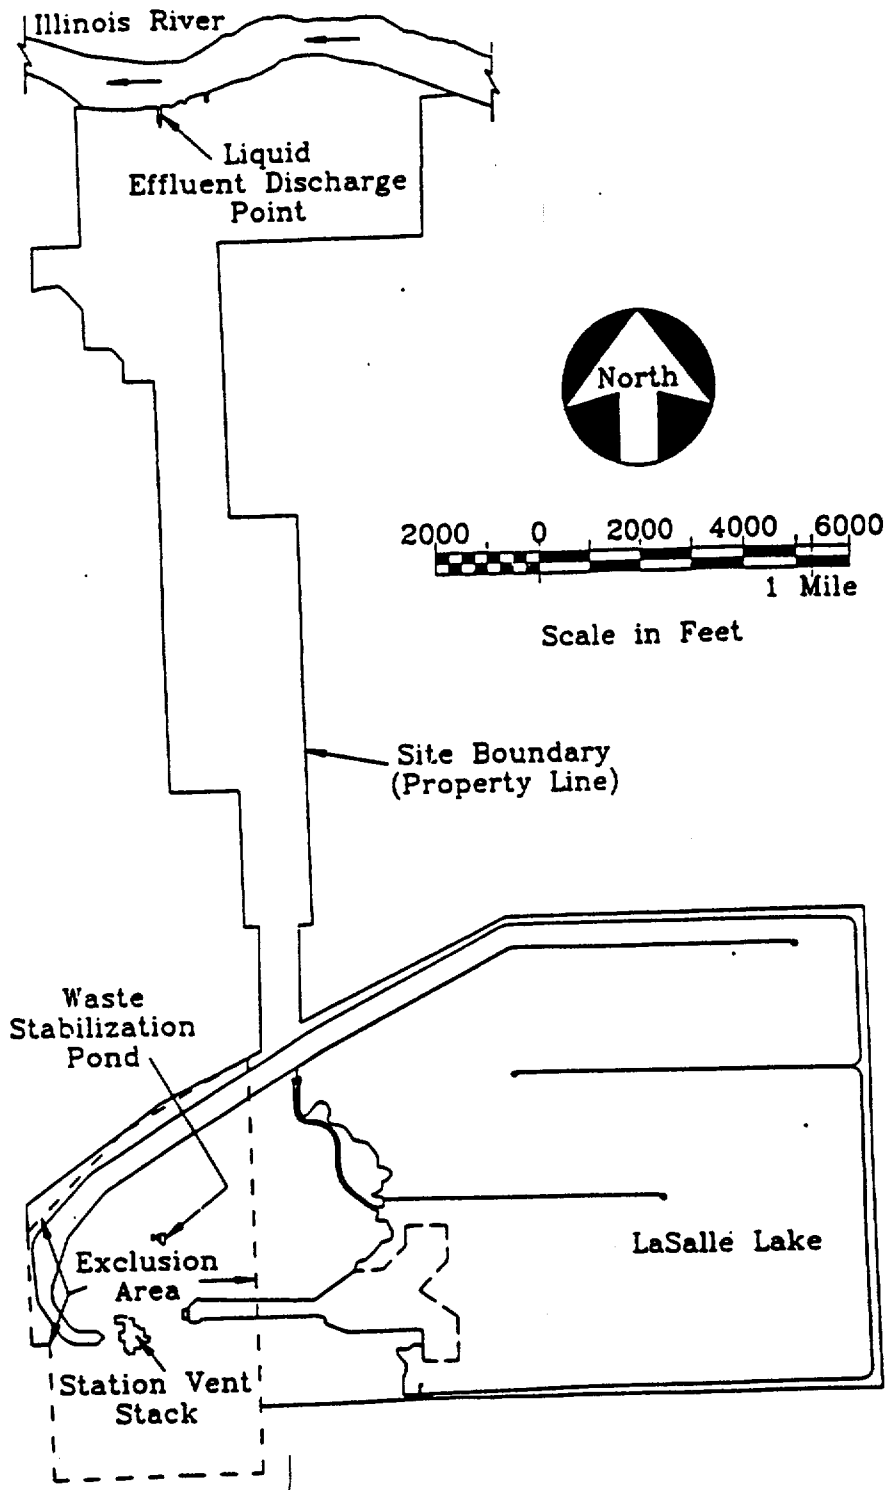 Illinois River
Liquid
Effluent Discharge
Point
North
2000 0 2000 4000 6000
1 Mile
Scale in Feet
Site Boundary
(Property Line)
Waste
Stabilization
Pond
Exclusion
Area
LaSalle Lake
Station Vent
Stack